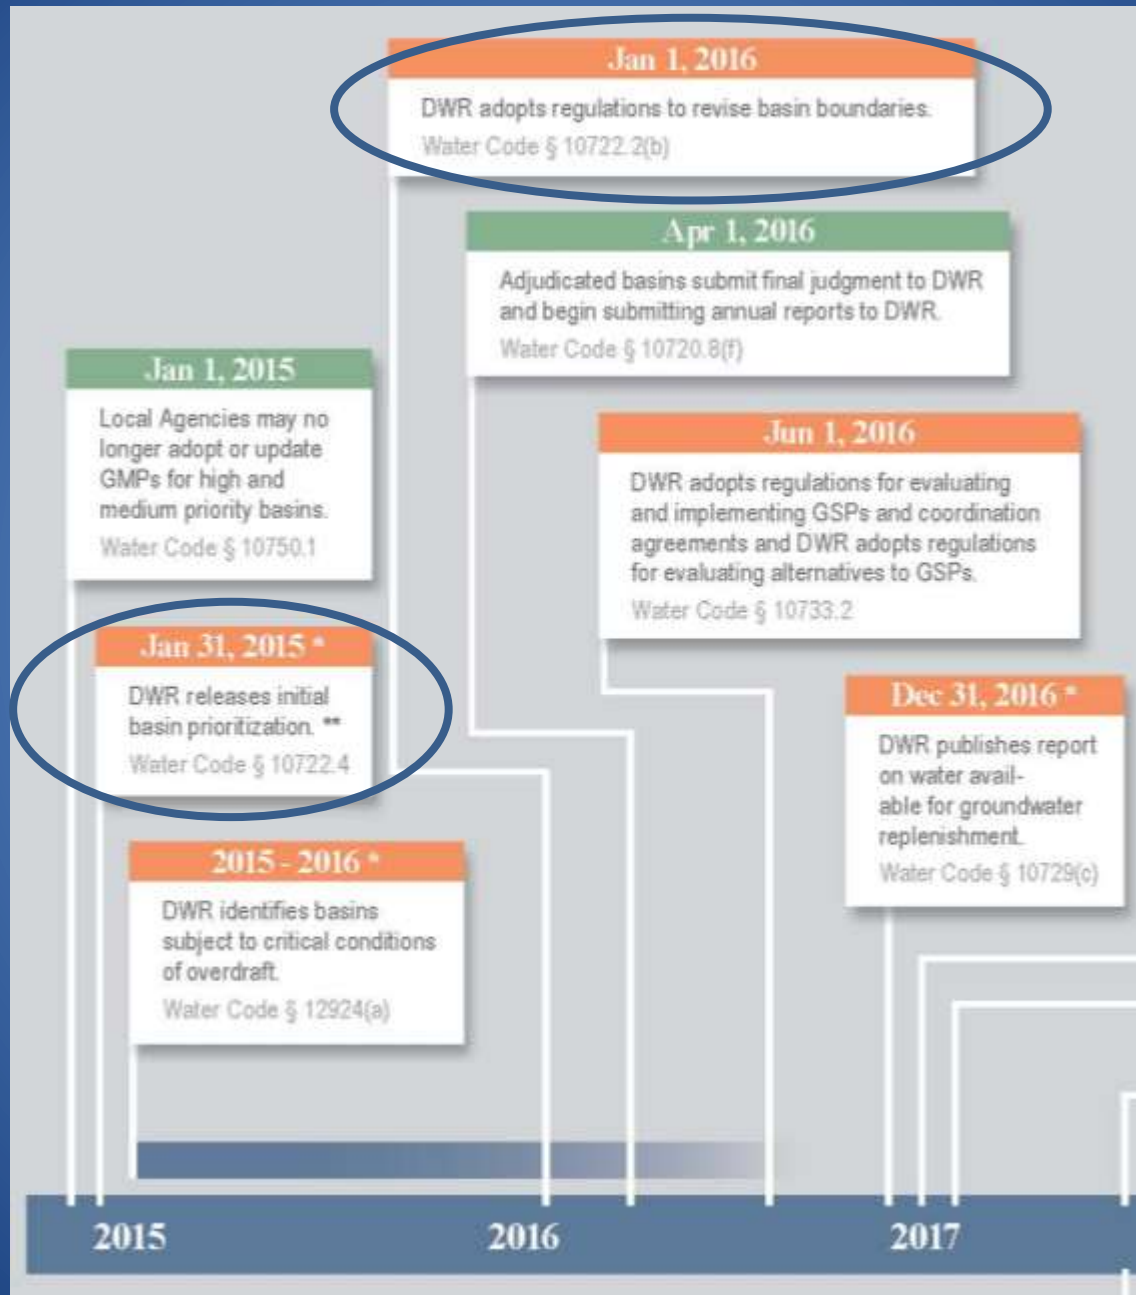 Jan 1, 2016
DWR adopts regulations to revise basin boundaries.
Water Code § 10722.2(b)
Apr 1, 2016
Adjudicated basins submit final judgment to DWR
and begin submitting annual reports to DWR.
Water Code § 10720.8(f)
Jan 1, 2015
Local Agencies may no
longer adopt or update
GMPs for high and
medium priority basins.
Water Code § 10750.1
Jun 1, 2016
DWR adopts regulations for evaluating
and implementing GSPs and coordination
agreements and DWR adopts regulations
for evaluating alternatives to GSPs.
Water Code § 10733.2
Jan 31, 2015 *
DWR releases initial
basin prioritization. **
Water Code § 10722.4
Dec 31, 2016 *
DWR publishes report
on water avail-
able for groundwater
replenishment.
Water Code § 10729(c)
2015 - 2016 *
DWR identifies basins
subject to critical conditions
of overdraft.
Water Code § 12924(a)
2015
2016
2017